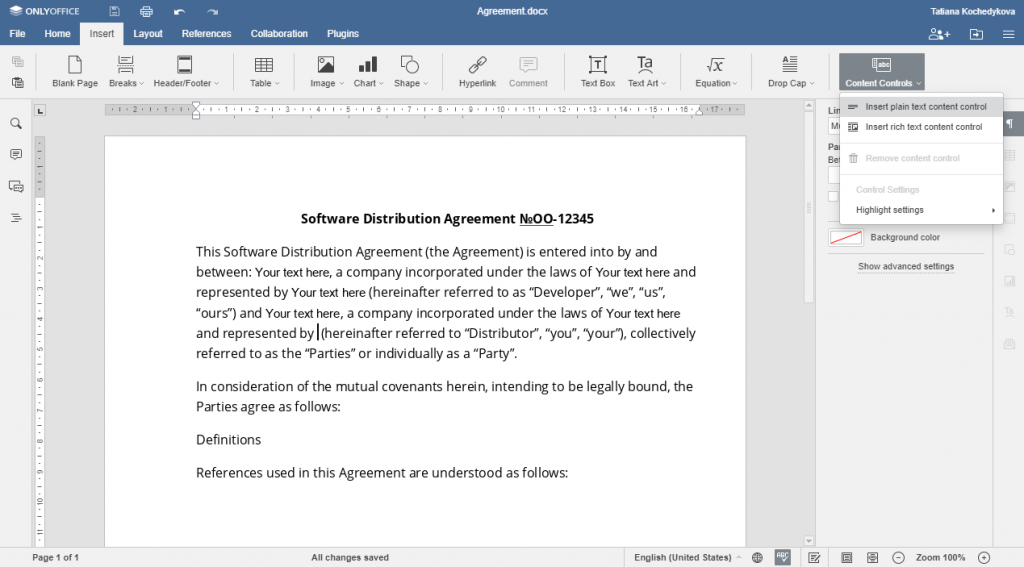 ONLYOFFICE
Agreement.docx
Tatiana Kochedykova
File Home Insert Layout References Collaboration Plugins
Blank Page Breaks Header/Footer Table Image Chart Shape Hyperlink Comment Text Box Text Art Equation Drop Cap Content Controls
Insert plain text content control
Insert rich text content control
Remove content control
Control Settings
Highlight settings
Background color
Show advanced settings
Software Distribution Agreement №OO-12345
This Software Distribution Agreement (the Agreement) is entered into by and
between: Your text here, a company incorporated under the laws of Your text here and
represented by Your text here (hereinafter referred to as “Developer”, “we”, “us”,
“ours”) and Your text here, a company incorporated under the laws of Your text here
and represented by (hereinafter referred to “Distributor”, “you”, “your”), collectively
referred to as the “Parties” or individually as a “Party”.
In consideration of the mutual covenants herein, intending to be legally bound, the
Parties agree as follows:
Definitions
References used in this Agreement are understood as follows:
Page 1 of 1 All changes saved English (United States) Zoom 100%